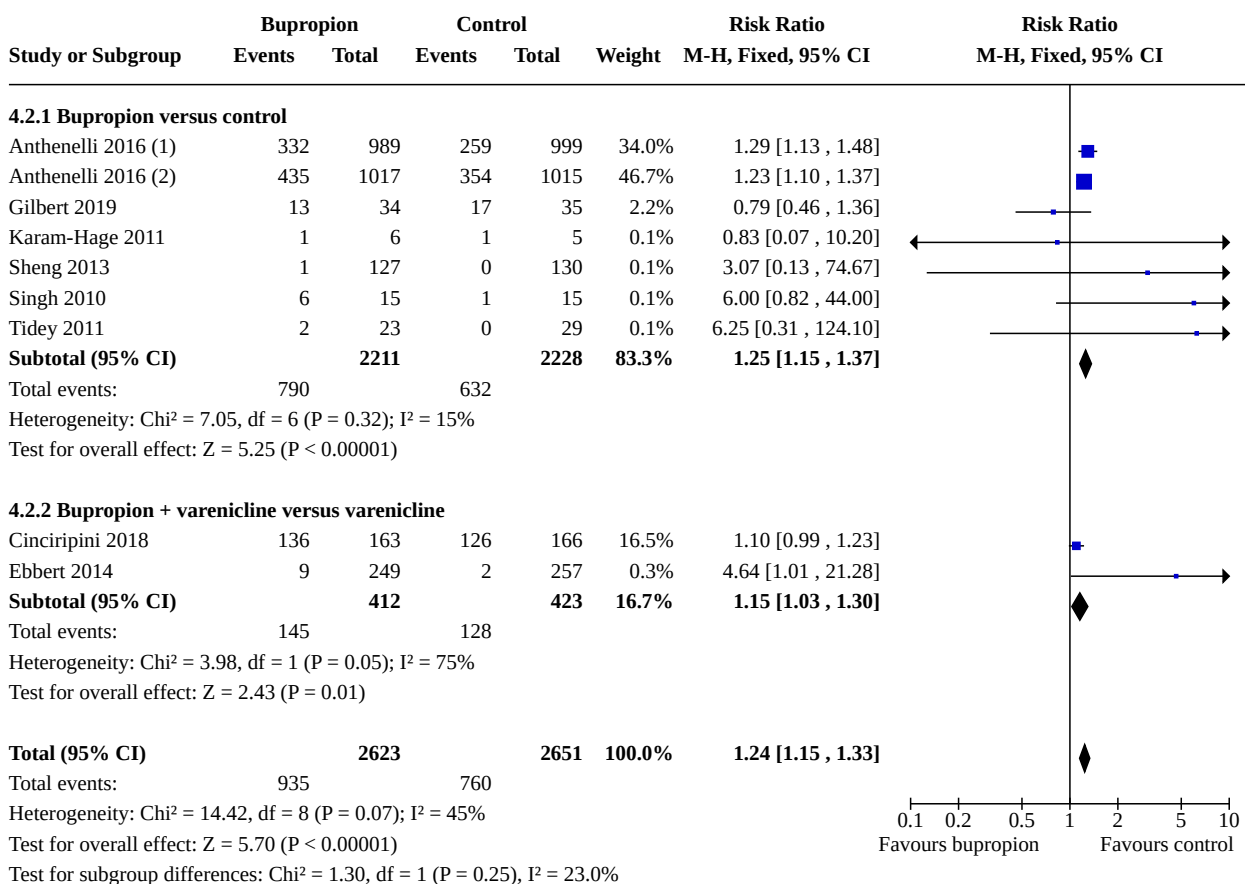 Bupropion Control Risk Ratio Risk Ratio
Study or Subgroup Events Total Events Total Weight M-H, Fixed, 95% CI M-H, Fixed, 95% CI
4.2.1 Bupropion versus control
Anthenelli 2016 (1) 332 989 259 999 34.0% 1.29 [1.13 , 1.48]
Anthenelli 2016 (2) 435 1017 354 1015 46.7% 1.23 [1.10 , 1.37]
Gilbert 2019 13 34 17 35 2.2% 0.79 [0.46 , 1.36]
Karam-Hage 2011 1 6 1 5 0.1% 0.83 [0.07 , 10.20]
Sheng 2013 1 127 0 130 0.1% 3.07 [0.13 , 74.67]
Singh 2010 6 15 1 15 0.1% 6.00 [0.82 , 44.00]
Tidey 2011 2 23 0 29 0.1% 6.25 [0.31 , 124.10]
Subtotal (95% CI) 2211 2228 83.3% 1.25 [1.15 , 1.37]
Total events: 790 632
Heterogeneity: Chi² = 7.05, df = 6 (P = 0.32); I² = 15%
Test for overall effect: Z = 5.25 (P < 0.00001)
4.2.2 Bupropion + varenicline versus varenicline
Cinciripini 2018 136 163 126 166 16.5% 1.10 [0.99 , 1.23]
Ebbert 2014 9 249 2 257 0.3% 4.64 [1.01 , 21.28]
Subtotal (95% CI) 412 423 16.7% 1.15 [1.03 , 1.30]
Total events: 145 128
Heterogeneity: Chi² = 3.98, df = 1 (P = 0.05); I² = 75%
Test for overall effect: Z = 2.43 (P = 0.01)
Total (95% CI) 2623 2651 100.0% 1.24 [1.15 , 1.33]
Total events: 935 760
Heterogeneity: Chi² = 14.42, df = 8 (P = 0.07); I² = 45%
Test for overall effect: Z = 5.70 (P < 0.00001)
Test for subgroup differences: Chi² = 1.30, df = 1 (P = 0.25), I² = 23.0%
0.1 0.2 0.5 1 2 5 10
Favours bupropion Favours control